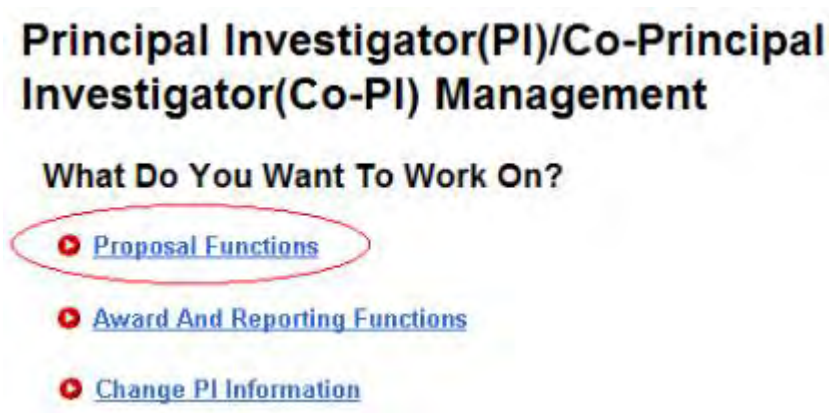 Principal Investigator(PI)/Co-Principal
Investigator(Co-PI) Management
What Do You Want To Work On?
Proposal Functions
Award And Reporting Functions
Change PI Information